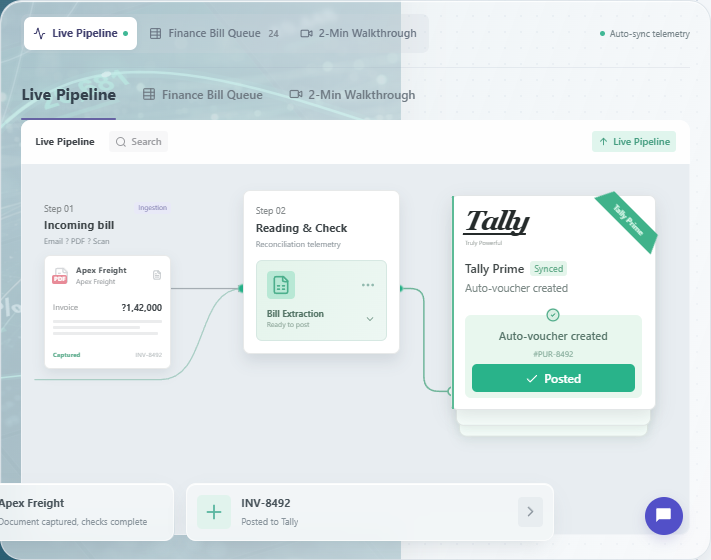 Live Pipeline
Finance Bill Queue 24
2-Min Walkthrough
Auto-sync telemetry
Live Pipeline
Finance Bill Queue
2-Min Walkthrough
Live Pipeline
Search
Live Pipeline
Step 01
Ingestion
Incoming bill
Email ? PDF ? Scan
PDF
Apex Freight
Apex Freight
Invoice
?1,42,000
Captured
INV-8492
Step 02
Reading & Check
Reconciliation telemetry
Bill Extraction
Ready to post
Tally
Truly Powerful
Tally Prime
Tally Prime
Synced
Auto-voucher created
Auto-voucher created
#PUR-8492
Posted
Apex Freight
Document captured, checks complete
INV-8492
Posted to Tally